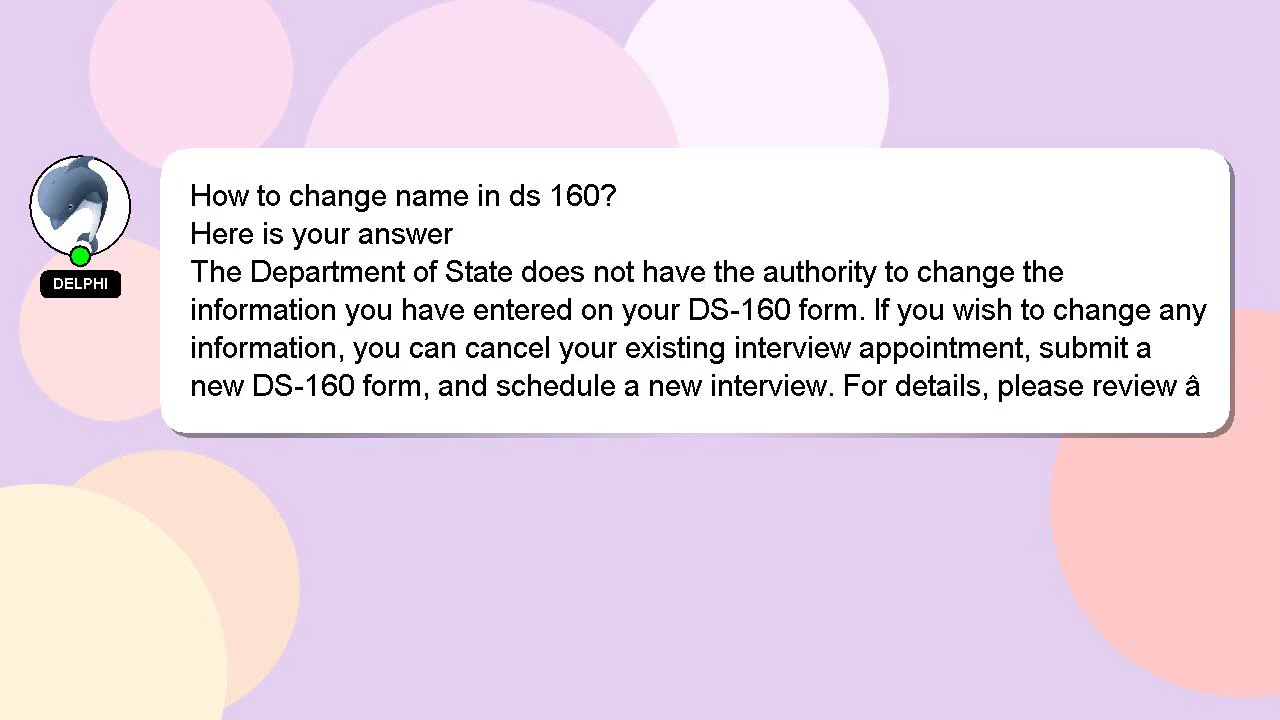 How to change name in ds 160?
Here is your answer
The Department of State does not have the authority to change the
information you have entered on your DS-160 form. If you wish to change any
information, you can cancel your existing interview appointment, submit a
new DS-160 form, and schedule a new interview. For details, please review â
DELPHI